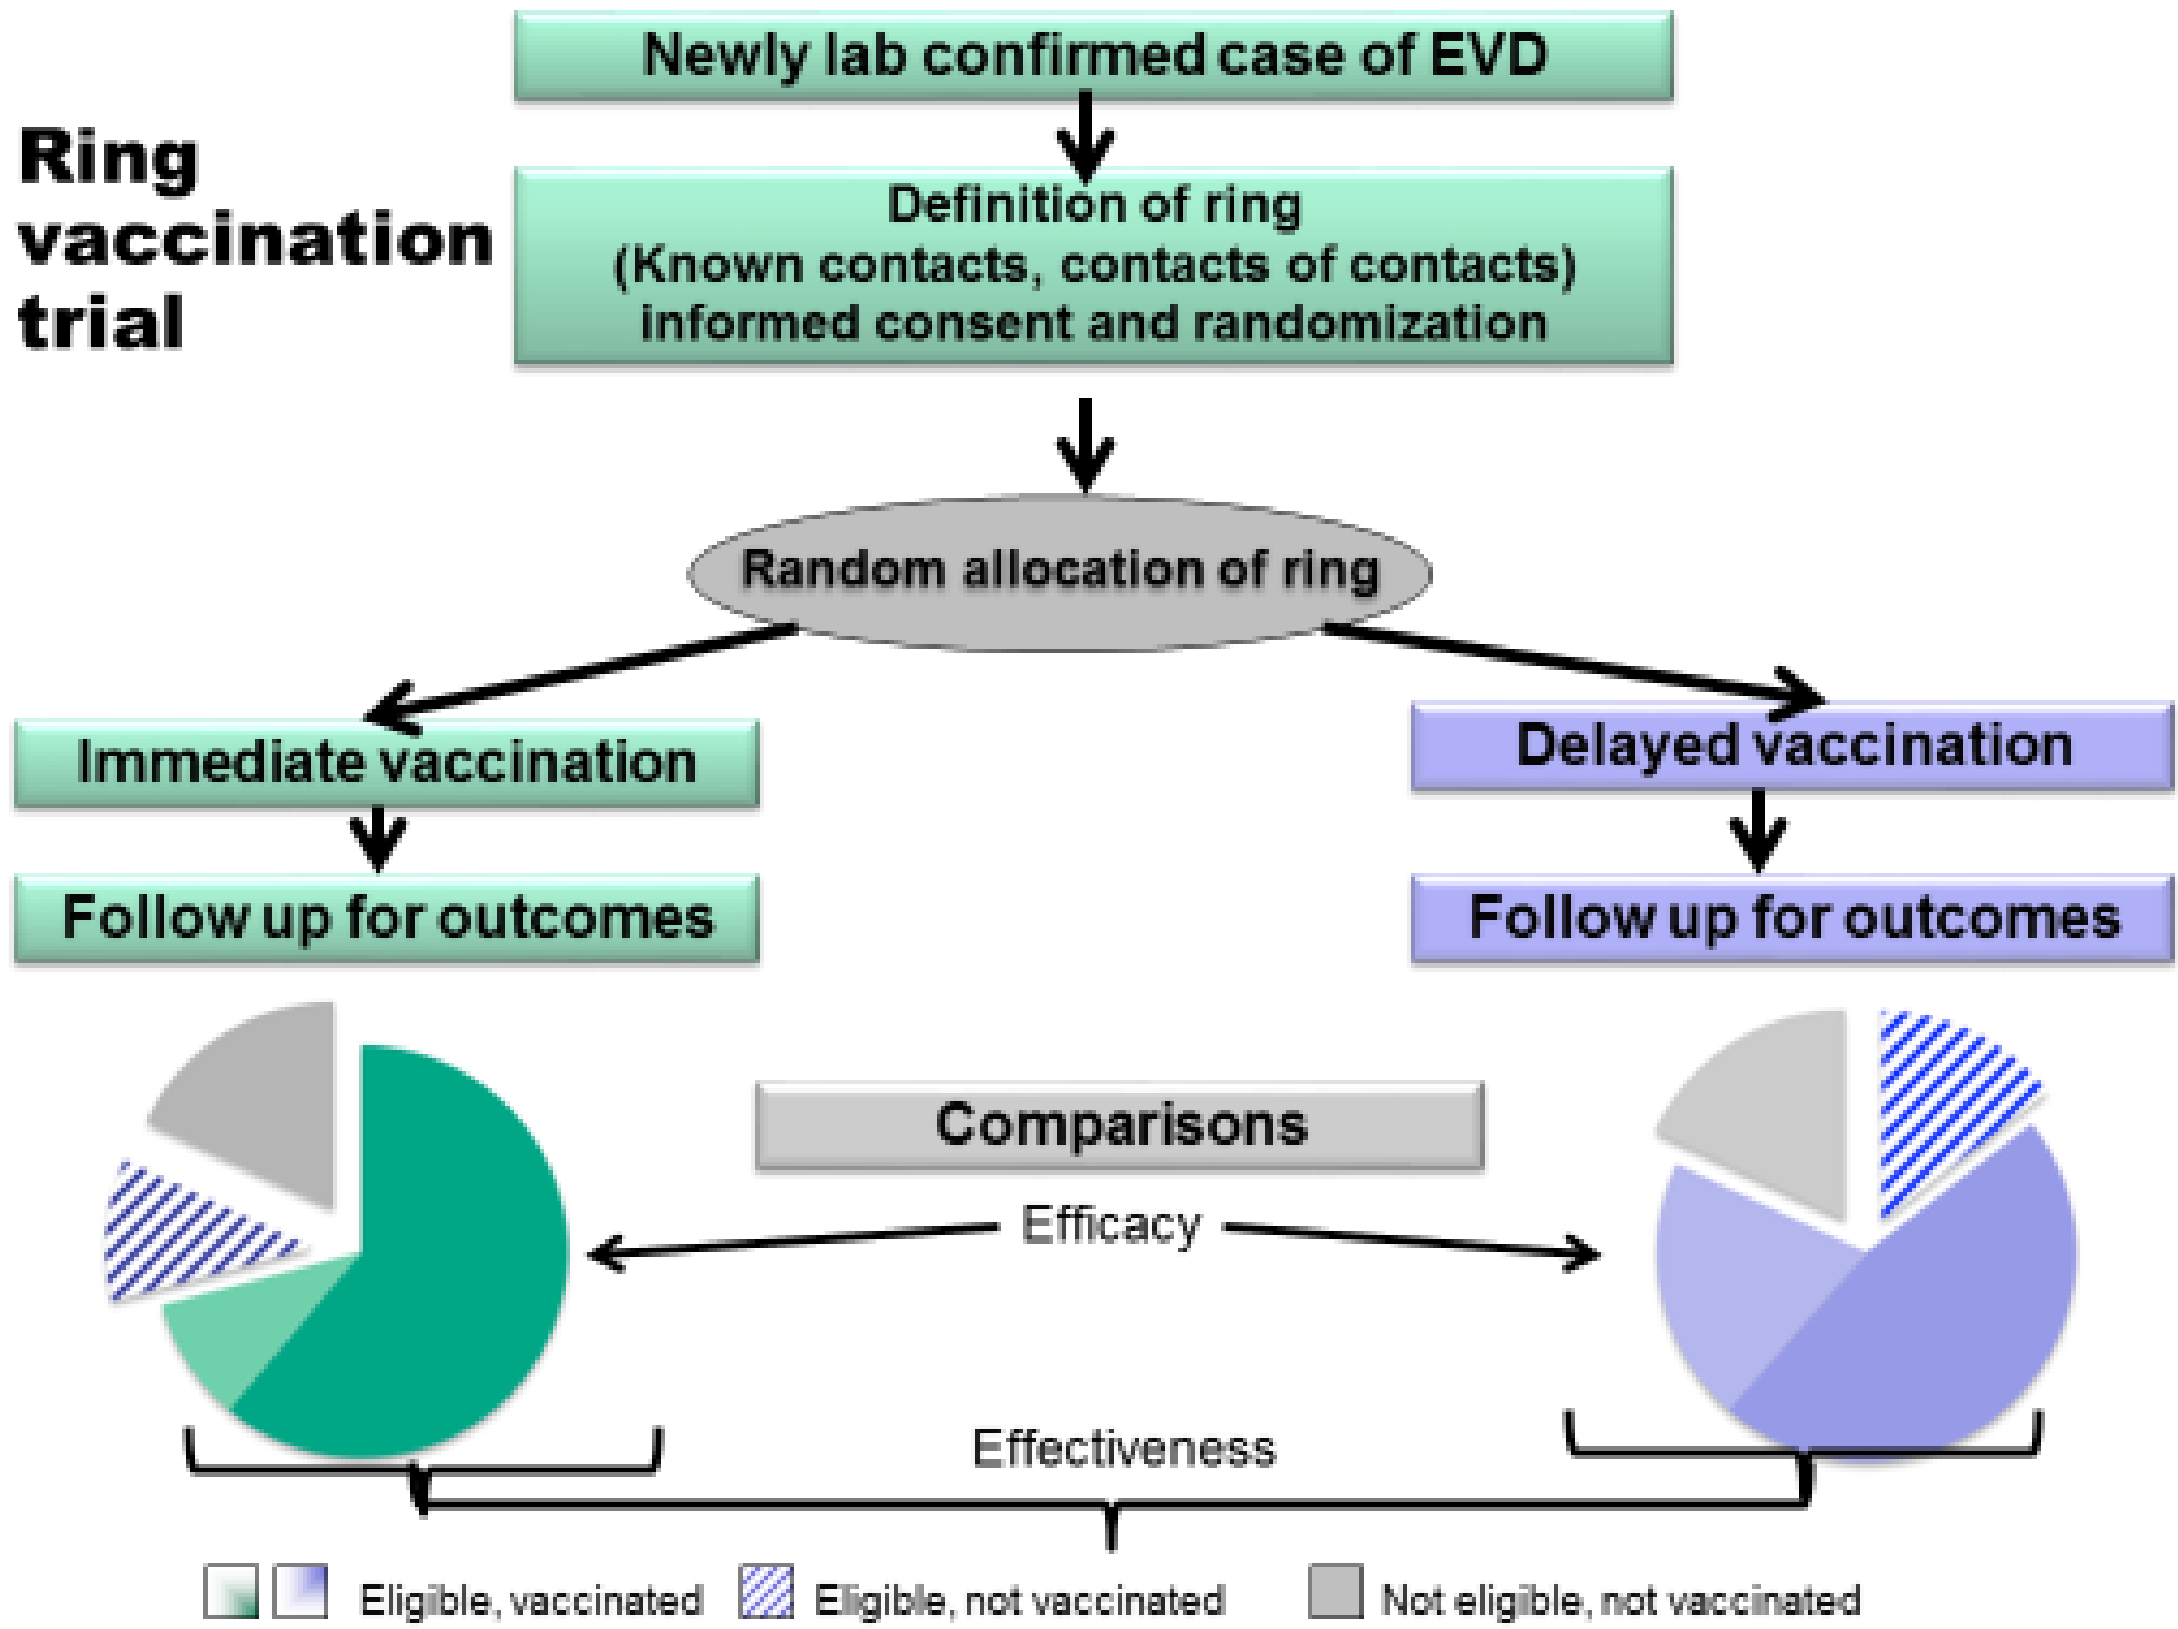 Newly lab confirmed case of EVD
Ring
vaccination
trial
Definition of ring
(Known contacts, contacts of contacts)
informed consent and randomization
Random allocation of ring
Immediate vaccination
Delayed vaccination
Follow up for outcomes
Follow up for outcomes
Comparisons
Efficacy
Effectiveness
Eligible, vaccinated
Eligible, not vaccinated
Not eligible, not vaccinated